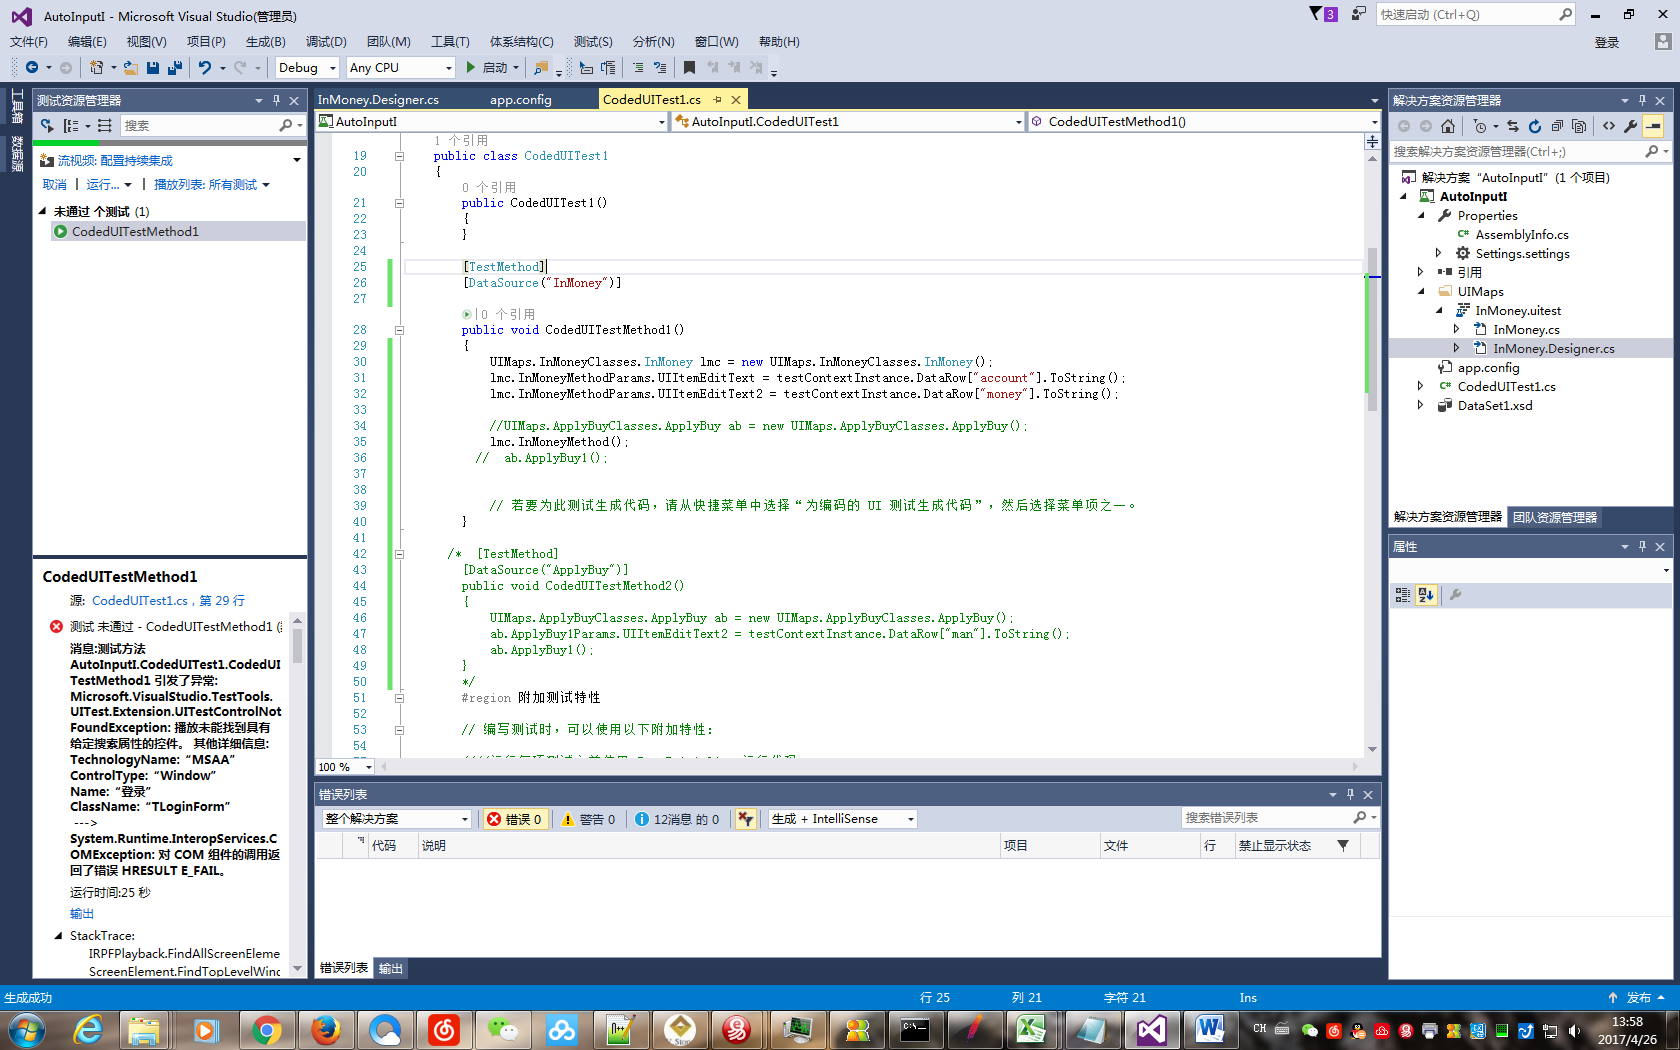 AutoInputI - Microsoft Visual Studio(管理员)
3
快速启动 (Ctrl+Q)
文件(F) 编辑(E) 视图(V) 项目(P) 生成(B) 调试(D) 团队(M) 工具(T) 体系结构(C) 测试(S) 分析(N) 窗口(W) 帮助(H)
登录
Debug
Any CPU
启动
工具箱
数据源
测试资源管理器
搜索
流视频: 配置持续集成
取消 | 运行... | 播放列表: 所有测试
未通过 个测试 (1)
CodedUITestMethod1
CodedUITestMethod1
源: CodedUITest1.cs，第 29 行
测试 未通过 - CodedUITestMethod1
消息:测试方法
AutoInputI.CodedUITest1.CodedUI
TestMethod1 引发了异常:
Microsoft.VisualStudio.TestTools.
UITest.Extension.UITestControlNot
FoundException: 播放未能找到具有
给定搜索属性的控件。 其他详细信息:
TechnologyName: “MSAA”
ControlType: “Window”
Name: “登录”
ClassName: “TLoginForm”
--->
System.Runtime.InteropServices.C
OMException: 对 COM 组件的调用返
回了错误 HRESULT E_FAIL。
运行时间:25 秒
输出
StackTrace:
IRPFPlayback.FindAllScreenEleme
ScreenElement.FindTopLevelWinc
InMoney.Designer.cs app.config CodedUITest1.cs
AutoInputI AutoInputI.CodedUITest1 CodedUITestMethod1()
1 个引用
19 public class CodedUITest1
20 {
0 个引用
21 public CodedUITest1()
22 {
23 }
24
25 [TestMethod]
26 [DataSource("InMoney")]
27
|0 个引用
28 public void CodedUITestMethod1()
29 {
30 UIMaps.InMoneyClasses.InMoney lmc = new UIMaps.InMoneyClasses.InMoney();
31 lmc.InMoneyMethodParams.UIItemEditText = testContextInstance.DataRow["account"].ToString();
32 lmc.InMoneyMethodParams.UIItemEditText2 = testContextInstance.DataRow["money"].ToString();
33
34 //UIMaps.ApplyBuyClasses.ApplyBuy ab = new UIMaps.ApplyBuyClasses.ApplyBuy();
35 lmc.InMoneyMethod();
36 // ab.ApplyBuy1();
37
38
39 // 若要为此测试生成代码，请从快捷菜单中选择“为编码的 UI 测试生成代码”，然后选择菜单项之一。
40 }
41
42 /* [TestMethod]
43 [DataSource("ApplyBuy")]
44 public void CodedUITestMethod2()
45 {
46 UIMaps.ApplyBuyClasses.ApplyBuy ab = new UIMaps.ApplyBuyClasses.ApplyBuy();
47 ab.ApplyBuy1Params.UIItemEditText2 = testContextInstance.DataRow["man"].ToString();
48 ab.ApplyBuy1();
49 }
50 */
51 #region 附加测试特性
52
53 // 编写测试时，可以使用以下附加特性:
54
100 %
错误列表
整个解决方案 错误 0 警告 0 12消息 的 0 生成 + IntelliSense 搜索错误列表
代码 说明 项目 文件 行 禁止显示状态
错误列表 输出
解决方案资源管理器
搜索解决方案资源管理器(Ctrl+;)
解决方案 “AutoInputI” (1 个项目)
AutoInputI
Properties
AssemblyInfo.cs
Settings.settings
引用
UIMaps
InMoney.uitest
InMoney.cs
InMoney.Designer.cs
app.config
CodedUITest1.cs
DataSet1.xsd
解决方案资源管理器 团队资源管理器
属性
生成成功 行 25 列 21 字符 21 Ins 发布
CH
13:58
2017/4/26